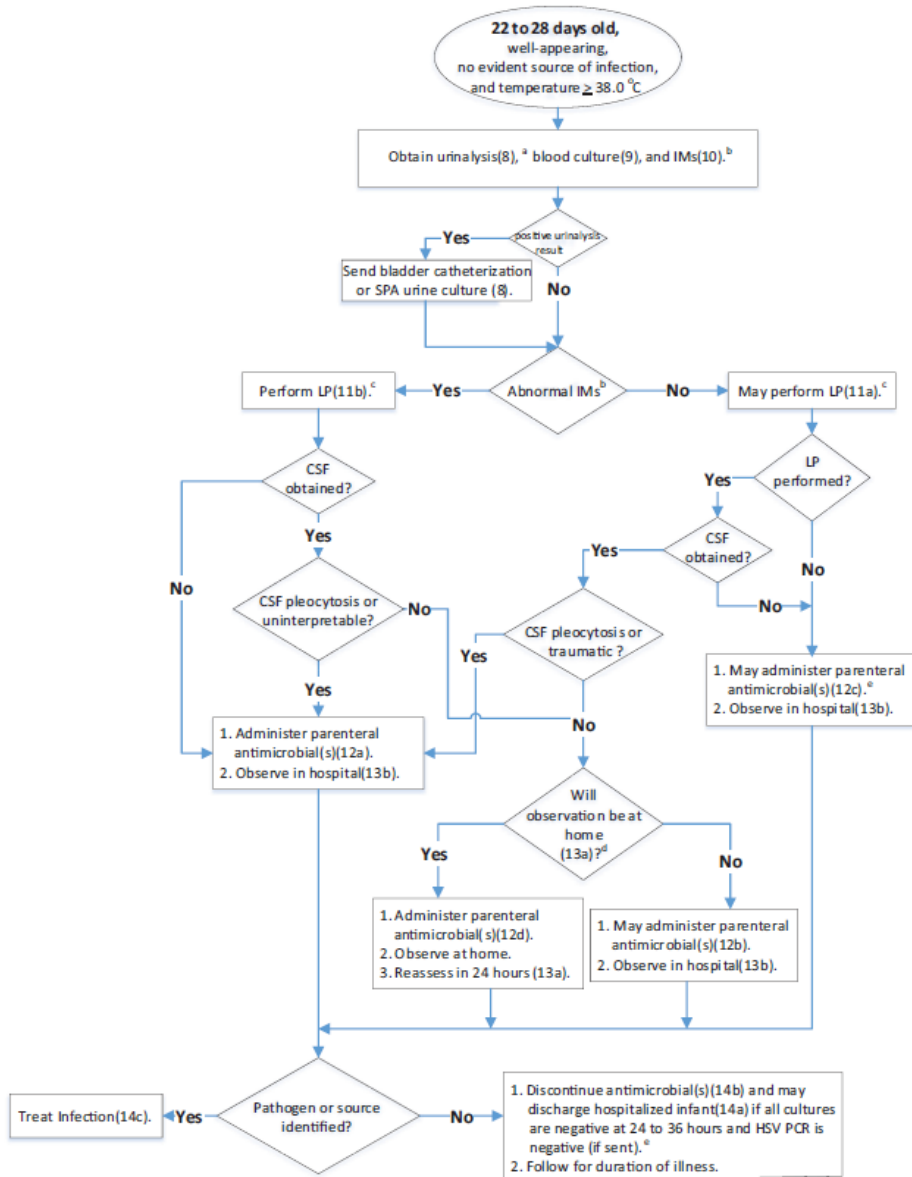 22 to 28 days old,
well-appearing,
no evident source of infection,
and temperature ≥ 38.0 °C
Obtain urinalysis(8), a blood culture(9), and IMs(10).b
positive urinalysis
result
Yes
No
Send bladder catheterization
or SPA urine culture (8).
Abnormal IMsb
Yes
No
Perform LP(11b).c
May perform LP(11a).c
CSF
obtained?
Yes
No
LP
performed?
Yes
No
CSF
obtained?
Yes
No
CSF pleocytosis or
uninterpretable?
No
Yes
CSF pleocytosis or
traumatic ?
Yes
No
1. May administer parenteral
antimicrobial(s)(12c).e
2. Observe in hospital(13b).
1. Administer parenteral
antimicrobial(s)(12a).
2. Observe in hospital(13b).
Will
observation be at
home
(13a)?d
Yes
No
1. Administer parenteral
antimicrobial(s)(12d).
2. Observe at home.
3. Reassess in 24 hours (13a).
1. May administer parenteral
antimicrobial(s)(12b).
2. Observe in hospital(13b).
Pathogen or source
identified?
Yes
No
Treat Infection(14c).
1. Discontinue antimicrobial(s)(14b) and may
discharge hospitalized infant(14a) if all cultures
are negative at 24 to 36 hours and HSV PCR is
negative (if sent).e
2. Follow for duration of illness.